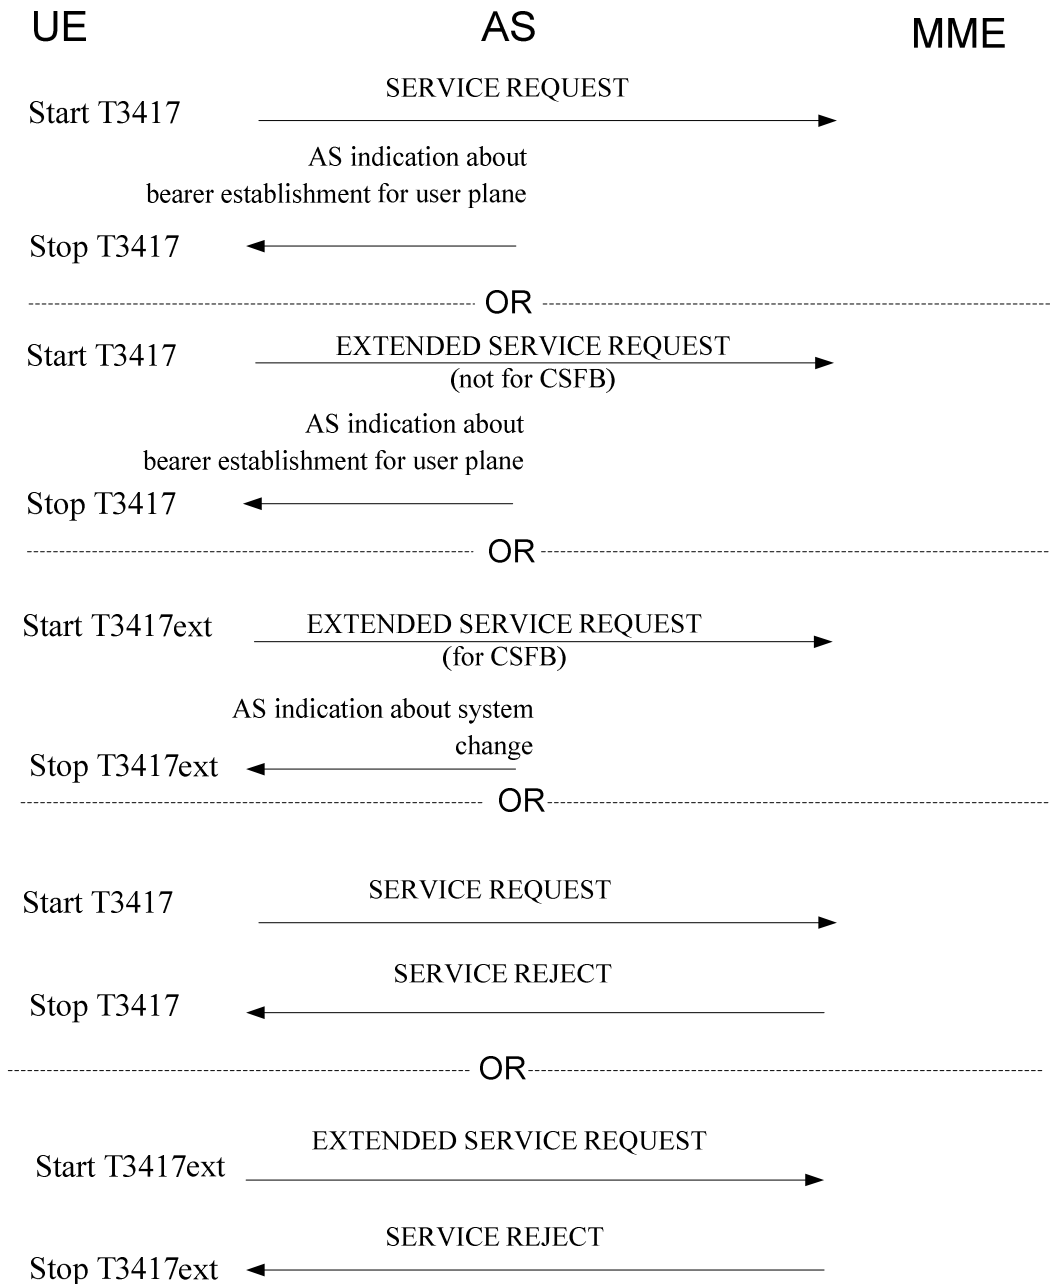 UE AS MME
SERVICE REQUEST
Start T3417
AS indication about
bearer establishment for user plane
Stop T3417
OR
Start T3417 EXTENDED SERVICE REQUEST
(not for CSFB)
AS indication about
bearer establishment for user plane
Stop T3417
OR
Start T3417ext EXTENDED SERVICE REQUEST
(for CSFB)
AS indication about system
change
Stop T3417ext
OR
Start T3417 SERVICE REQUEST
SERVICE REJECT
Stop T3417
OR
EXTENDED SERVICE REQUEST
Start T3417ext
SERVICE REJECT
Stop T3417ext